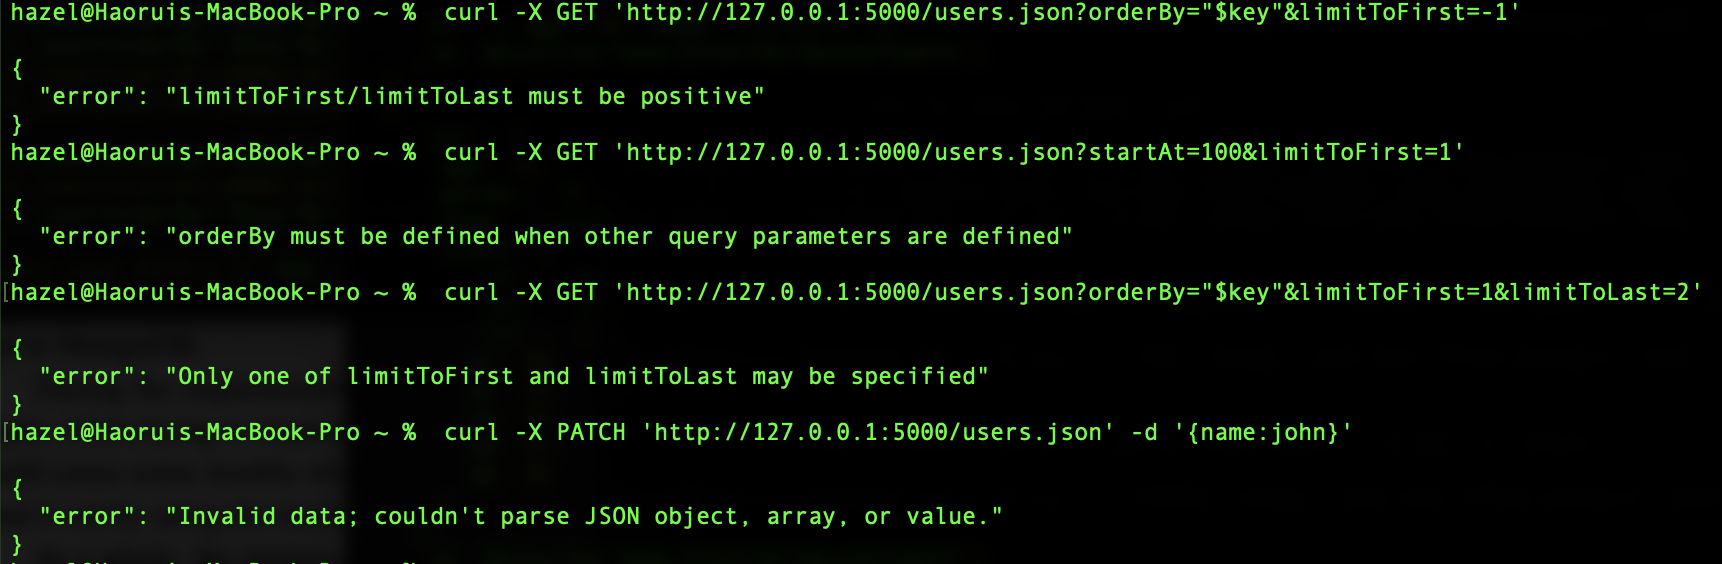 hazel@Haoruis-MacBook-Pro ~ %  curl -X GET 'http://127.0.0.1:5000/users.json?orderBy="$key"&limitToFirst=-1'
{
  "error": "limitToFirst/limitToLast must be positive"
}
hazel@Haoruis-MacBook-Pro ~ %  curl -X GET 'http://127.0.0.1:5000/users.json?startAt=100&limitToFirst=1'
{
  "error": "orderBy must be defined when other query parameters are defined"
}
[hazel@Haoruis-MacBook-Pro ~ %  curl -X GET 'http://127.0.0.1:5000/users.json?orderBy="$key"&limitToFirst=1&limitToLast=2'
{
  "error": "Only one of limitToFirst and limitToLast may be specified"
}
[hazel@Haoruis-MacBook-Pro ~ %  curl -X PATCH 'http://127.0.0.1:5000/users.json' -d '{name:john}'
{
  "error": "Invalid data; couldn't parse JSON object, array, or value."
}